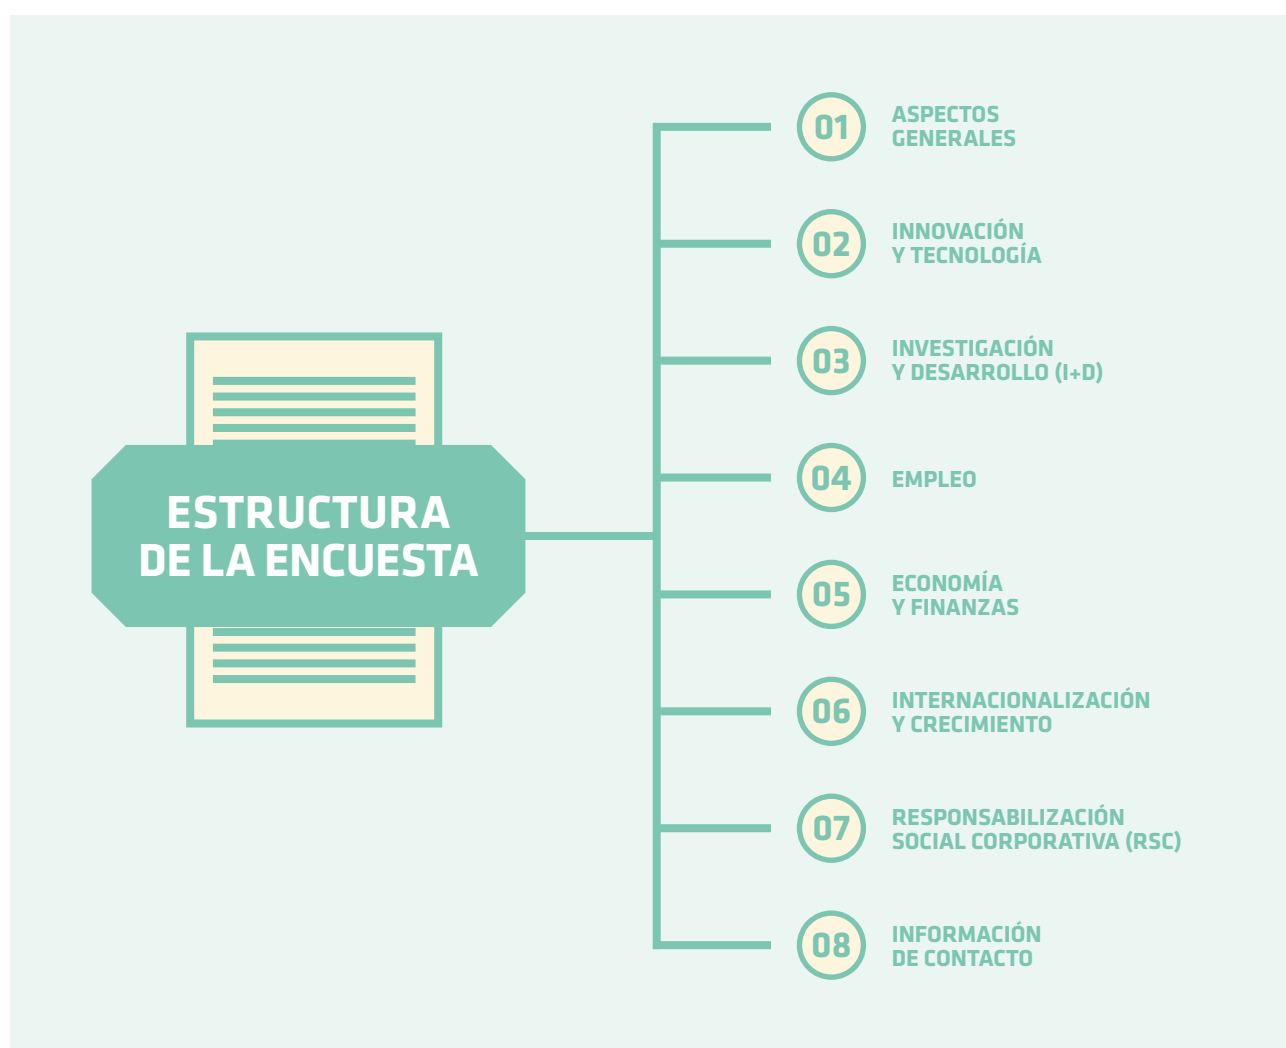 ESTRUCTURA
DE LA ENCUESTA
01
ASPECTOS
GENERALES
02
INNOVACIÓN
Y TECNOLOGÍA
03
INVESTIGACIÓN
Y DESARROLLO (I+D)
04
EMPLEO
05
ECONOMÍA
Y FINANZAS
06
INTERNACIONALIZACIÓN
Y CRECIMIENTO
07
RESPONSABILIZACIÓN
SOCIAL CORPORATIVA (RSC)
08
INFORMACIÓN
DE CONTACTO